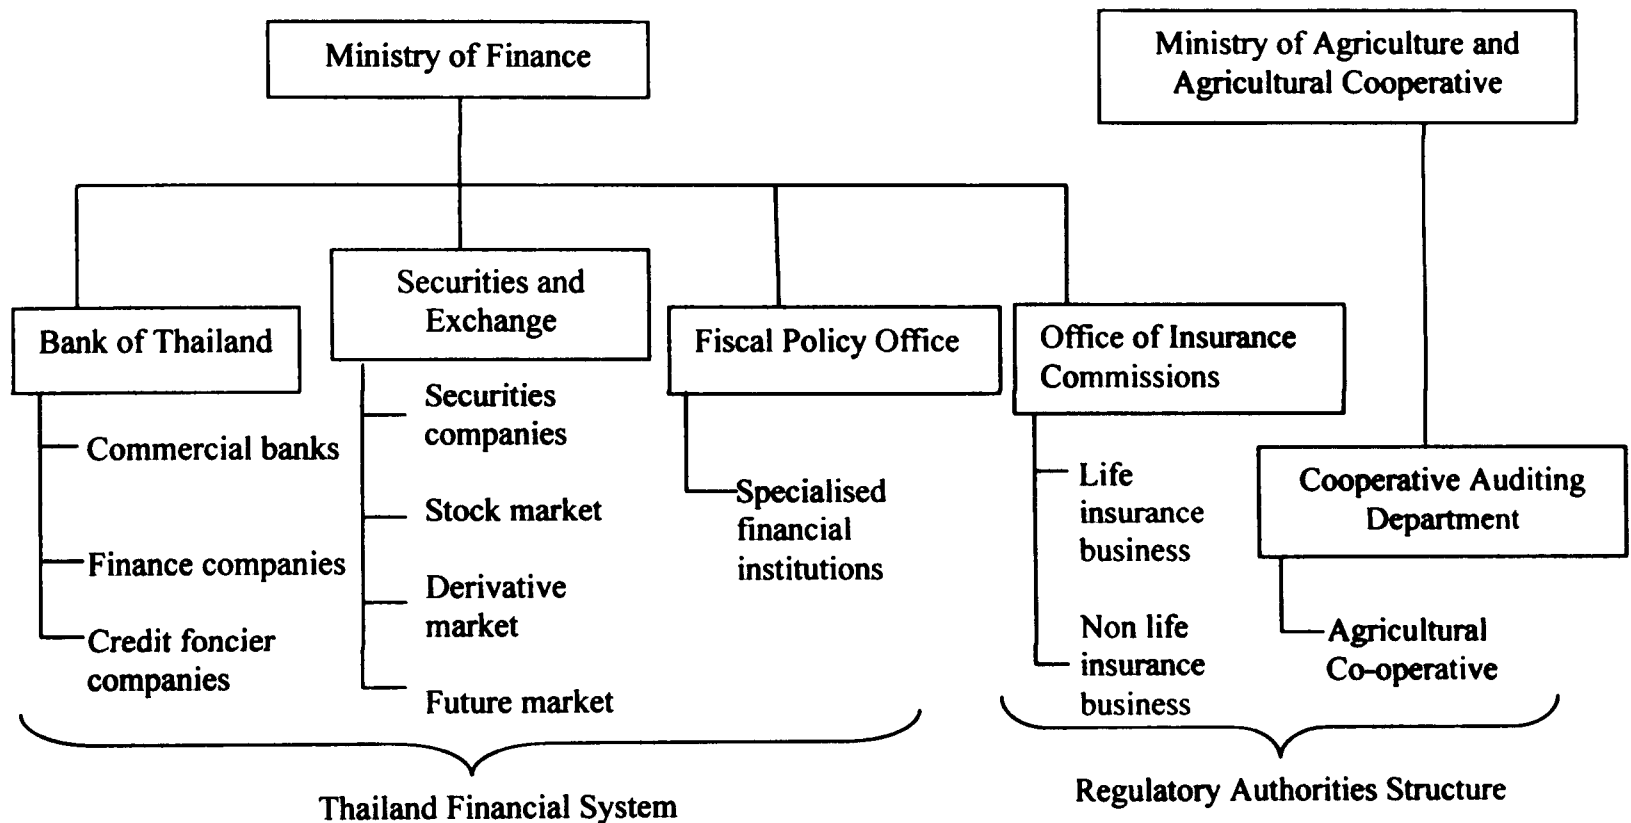 Ministry of Finance
Ministry of Agriculture and
Agricultural Cooperative
Bank of Thailand
Securities and
Exchange
Fiscal Policy Office
Office of Insurance
Commissions
Cooperative Auditing
Department
Commercial banks
Finance companies
Credit foncier
companies
Securities
companies
Stock market
Derivative
market
Future market
Specialised
financial
institutions
Life
insurance
business
Non life
insurance
business
Agricultural
Co-operative
Thailand Financial System
Regulatory Authorities Structure